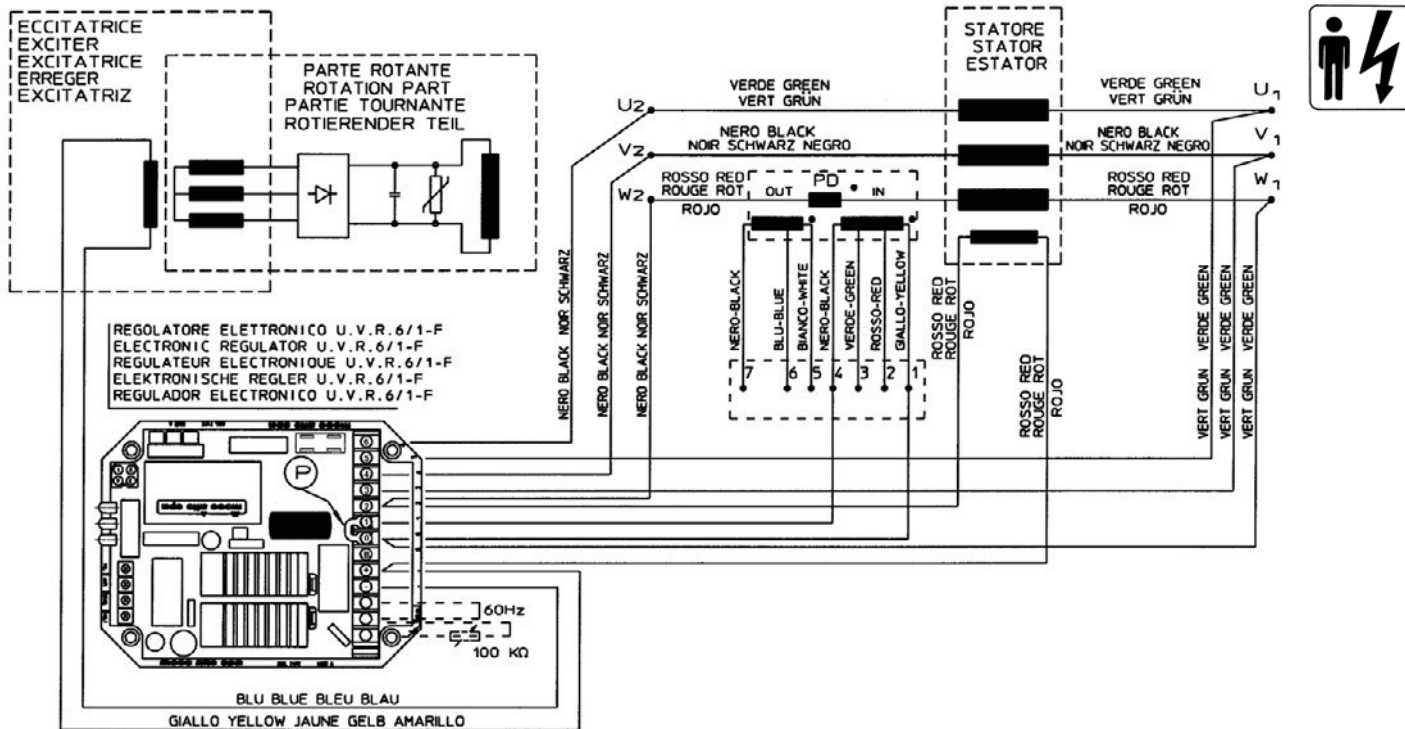 ECCITATRICE
EXCITER
EXCITATRICE
ERREGER
EXCITATRIZ
PARTE ROTANTE
ROTATION PART
PARTIE TOURNANTE
ROTIERENDER TEIL
STATORE
STATOR
ESTATOR
VERDE GREEN
VERT GRÜN
U2
VERDE GREEN
VERT GRÜN
U1
NERO BLACK
NOIR SCHWARZ NEGRO
V2
NERO BLACK
NOIR SCHWARZ NEGRO
V1
ROSSO RED
ROUGE ROT
ROJO
W2
OUT
PD
IN
ROSSO RED
ROUGE ROT
ROJO
W1
NERO BLACK NOIR SCHWARZ
NERO BLACK NOIR SCHWARZ
NERO BLACK NOIR SCHWARZ
NERO-BLACK
BLU-BLUE
BIANCO-WHITE
NERO-BLACK
VERDE-GREEN
ROSSO-RED
GIALLO-YELLOW
7 6 5 4 3 2 1
ROSSO RED
ROUGE ROT
ROJO
ROSSO RED
ROUGE ROT
ROJO
VERT GRUN VERDE GREEN
VERT GRUN VERDE GREEN
VERT GRUN VERDE GREEN
REGOLATORE ELETTRONICO U.V.R.6/1-F
ELECTRONIC REGULATOR U.V.R.6/1-F
REGULATEUR ELECTRONIQUE U.V.R.6/1-F
ELEKTRONISCHE REGLER U.V.R.6/1-F
REGULADOR ELECTRONICO U.V.R.6/1-F
P
60Hz
100 KΩ
BLU BLUE BLEU BLAU
GIALLO YELLOW JAUNE GELB AMARILLO